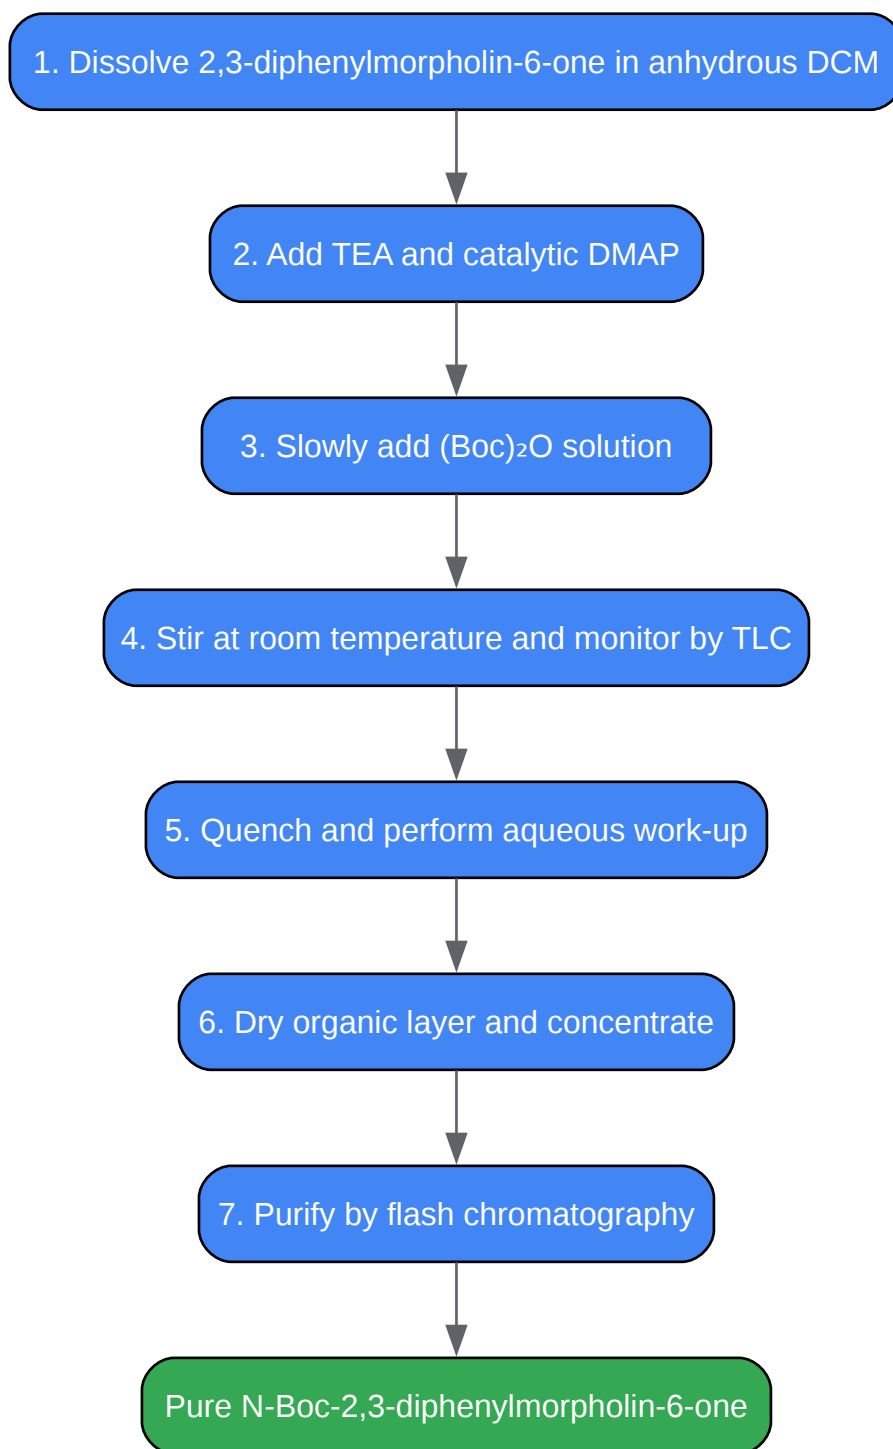 1. Dissolve 2,3-diphenylmorpholin-6-one in anhydrous DCM
2. Add TEA and catalytic DMAP
3. Slowly add (Boc)₂O solution
4. Stir at room temperature and monitor by TLC
5. Quench and perform aqueous work-up
6. Dry organic layer and concentrate
7. Purify by flash chromatography
Pure N-Boc-2,3-diphenylmorpholin-6-one